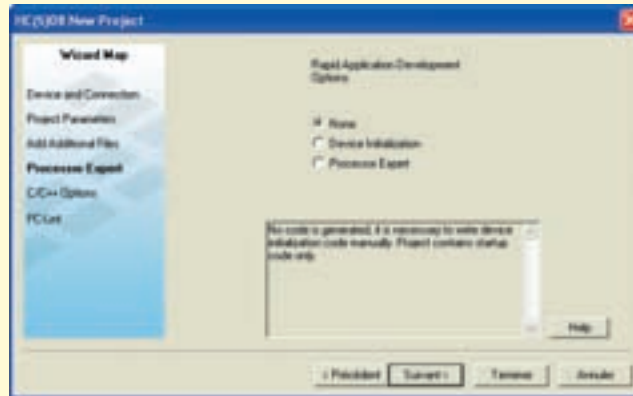 HC(S)08 New Project
Wizard Map
Device and Connection
Project Parameters
Add Additional Files
Processor Expert
C/C++ Options
PC-Lint
Rapid Application Development
Options
None
Device Initialization
Processor Expert
No code is generated, it is necessary to write device
initialization code manually. Project contains startup
code only.
Help
< Précédent
Suivant >
Terminer
Annuler